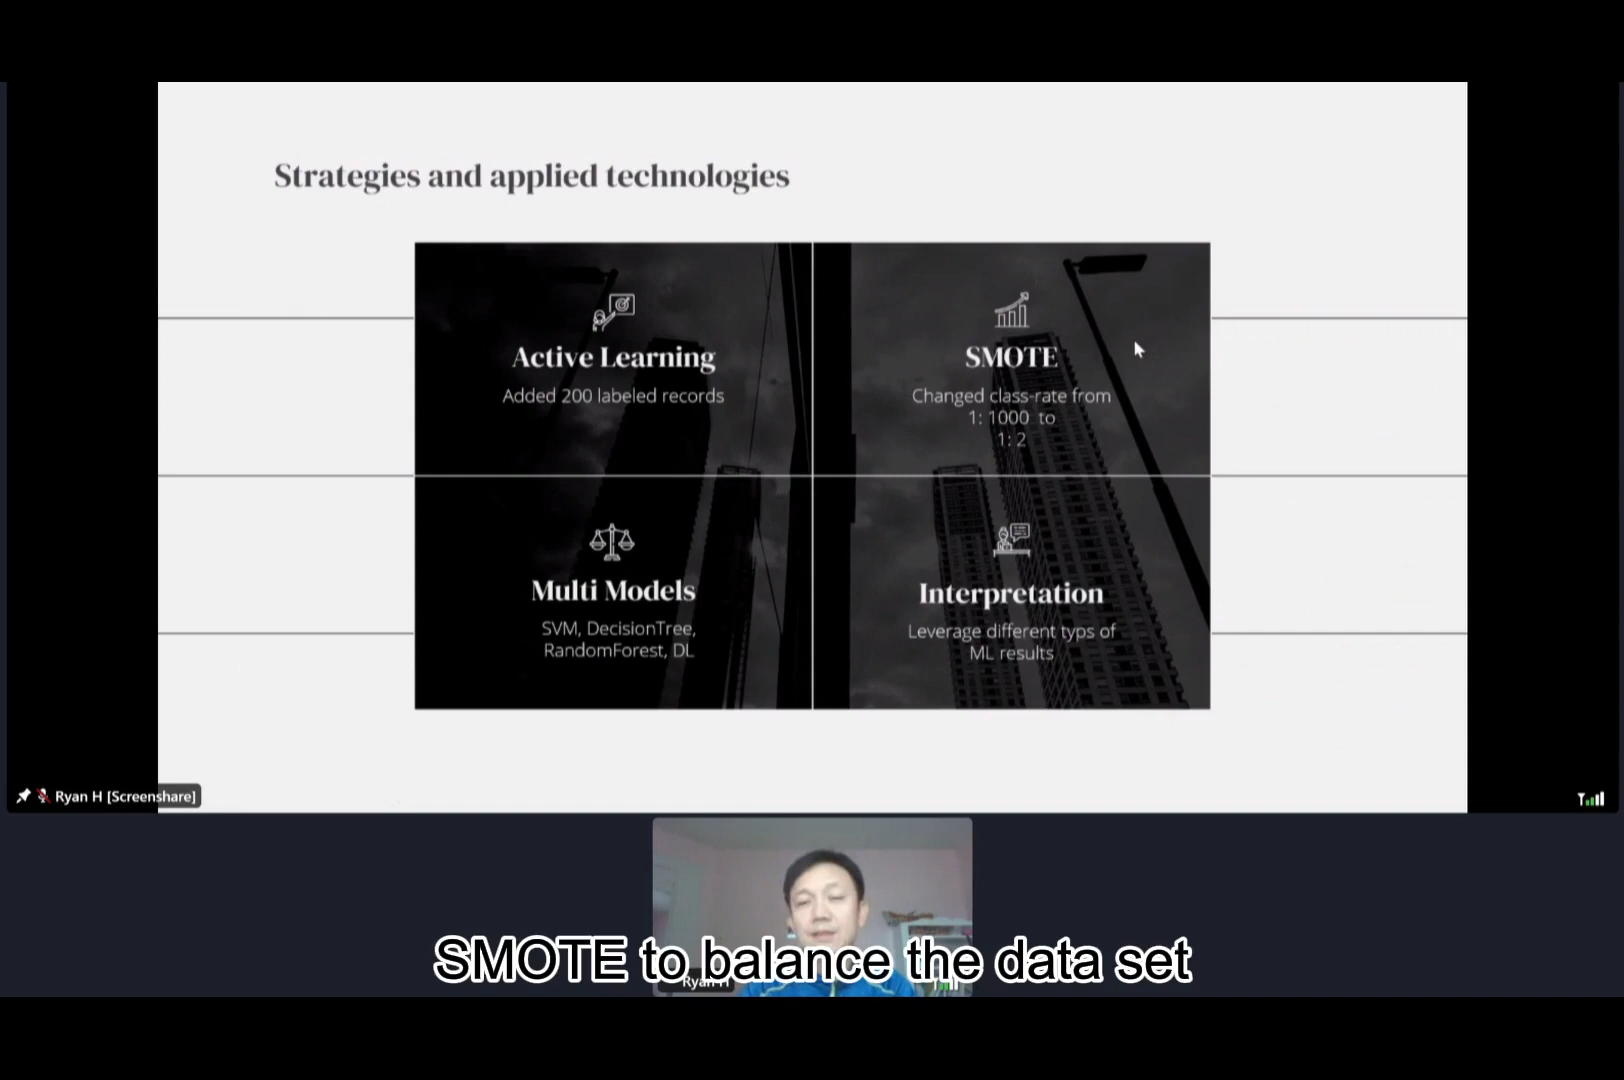 Strategies and applied technologies
Active Learning
Added 200 labeled records
SMOTE
Changed class-rate from
1: 1000 to
1: 2
Multi Models
SVM, DecisionTree,
RandomForest, DL
Interpretation
Leverage different typs of
ML results
Ryan H [Screenshare]
SMOTE to balance the data set
Ryan H